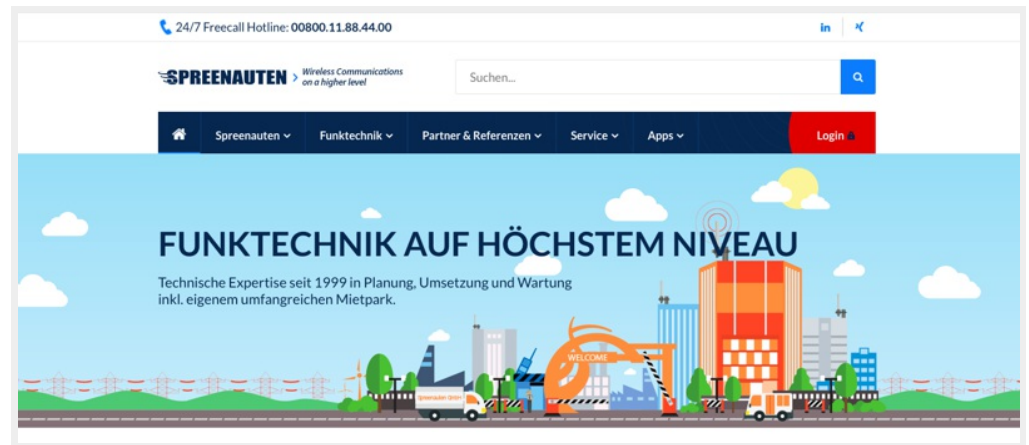 24/7 Freecall Hotline: 00800.11.88.44.00
SPREENAUTEN
Wireless Communications
on a higher level
Suchen...
Spreenauten Funktechnik Partner & Referenzen Service Apps Login
FUNKTECHNIK AUF HÖCHSTEM NIVEAU
Technische Expertise seit 1999 in Planung, Umsetzung und Wartung
inkl. eigenem umfangreichen Mietpark.
WELCOME
Spreenauten GmbH